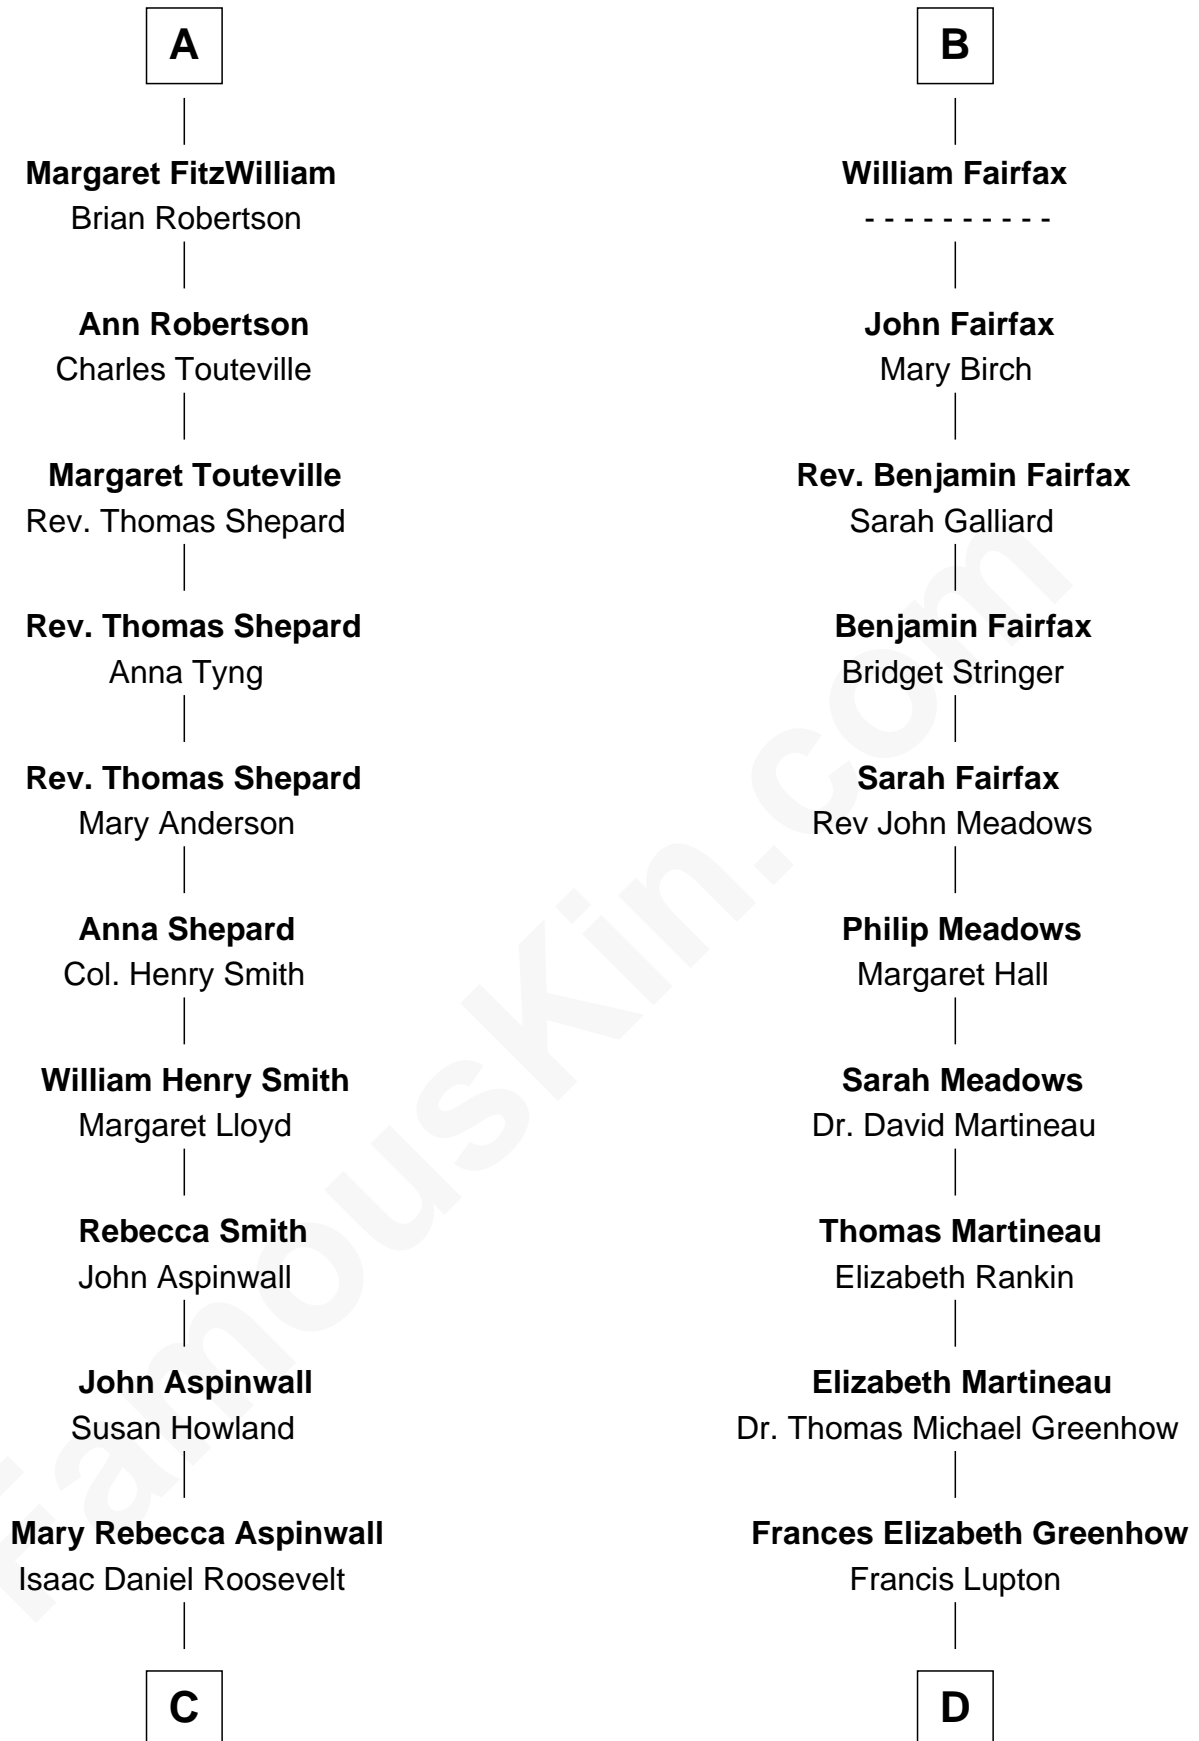 A
Margaret FitzWilliam
Brian Robertson
Ann Robertson
Charles Touteville
Margaret Touteville
Rev. Thomas Shepard
Rev. Thomas Shepard
Anna Tyng
Rev. Thomas Shepard
Mary Anderson
Anna Shepard
Col. Henry Smith
William Henry Smith
Margaret Lloyd
Rebecca Smith
John Aspinwall
John Aspinwall
Susan Howland
Mary Rebecca Aspinwall
Isaac Daniel Roosevelt
C
B
William Fairfax
- - - - - - - - - -
John Fairfax
Mary Birch
Rev. Benjamin Fairfax
Sarah Galliard
Benjamin Fairfax
Bridget Stringer
Sarah Fairfax
Rev John Meadows
Philip Meadows
Margaret Hall
Sarah Meadows
Dr. David Martineau
Thomas Martineau
Elizabeth Rankin
Elizabeth Martineau
Dr. Thomas Michael Greenhow
Frances Elizabeth Greenhow
Francis Lupton
D
FamousKin.com